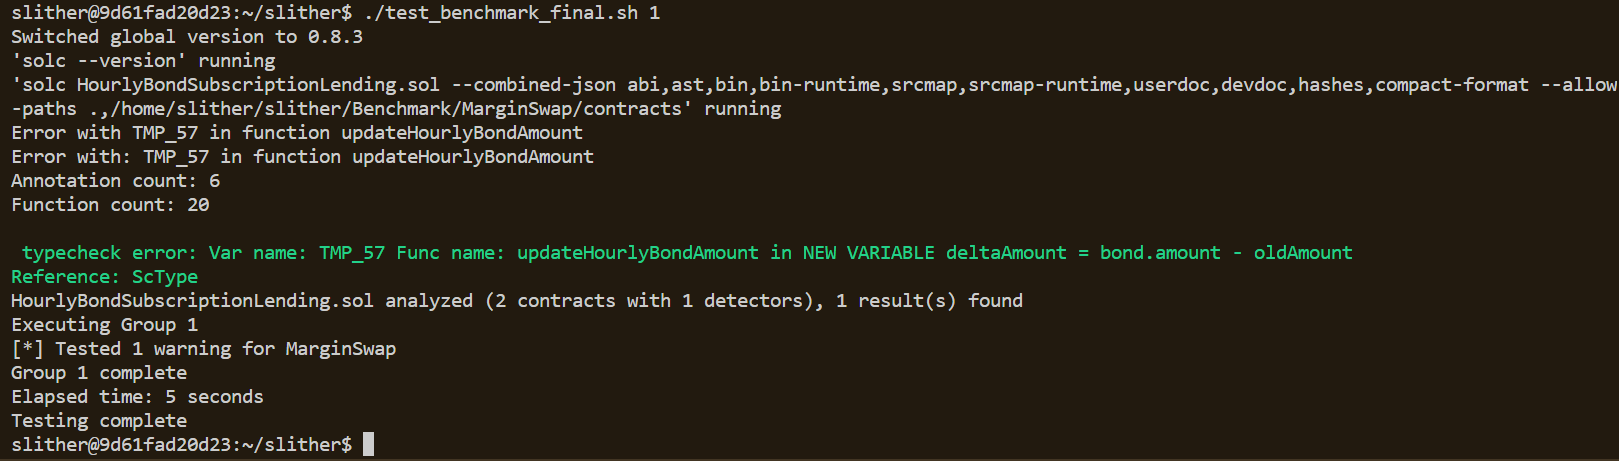 slither@9d61fad20d23:~/slither$ ./test_benchmark_final.sh 1
Switched global version to 0.8.3
'solc --version' running
'solc HourlyBondSubscriptionLending.sol --combined-json abi,ast,bin,bin-runtime,srcmap,srcmap-runtime,userdoc,devdoc,hashes,compact-format --allow
-paths .,/home/slither/slither/Benchmark/MarginSwap/contracts' running
Error with TMP_57 in function updateHourlyBondAmount
Error with: TMP_57 in function updateHourlyBondAmount
Annotation count: 6
Function count: 20
typecheck error: Var name: TMP_57 Func name: updateHourlyBondAmount in NEW VARIABLE deltaAmount = bond.amount - oldAmount
Reference: ScType
HourlyBondSubscriptionLending.sol analyzed (2 contracts with 1 detectors), 1 result(s) found
Executing Group 1
[*] Tested 1 warning for MarginSwap
Group 1 complete
Elapsed time: 5 seconds
Testing complete
slither@9d61fad20d23:~/slither$